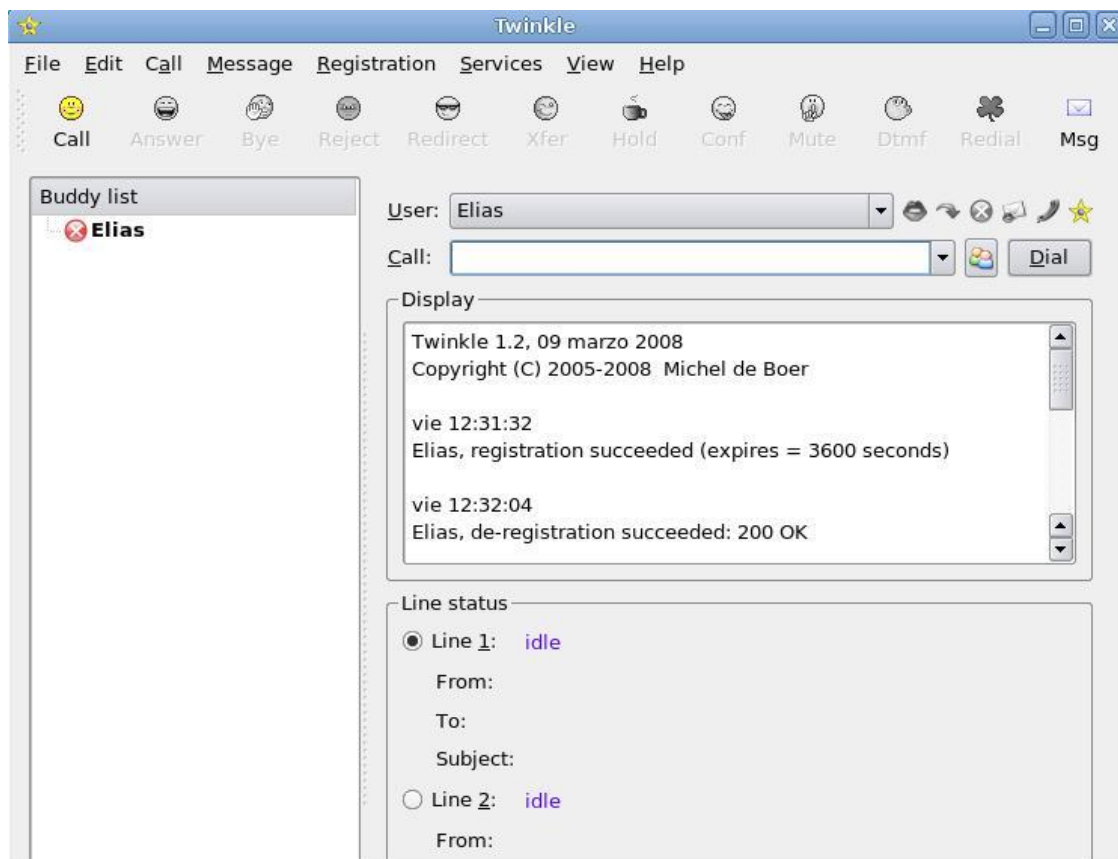 Twinkle
File Edit Call Message Registration Services View Help
Call Answer Bye Reject Redirect Xfer Hold Conf Mute Dtmf Redial Msg
Buddy list
Elias
User: Elias
Call: Dial
Display
Twinkle 1.2, 09 marzo 2008
Copyright (C) 2005-2008 Michel de Boer
vie 12:31:32
Elias, registration succeeded (expires = 3600 seconds)
vie 12:32:04
Elias, de-registration succeeded: 200 OK
Line status
Line 1: idle
From:
To:
Subject:
Line 2: idle
From: